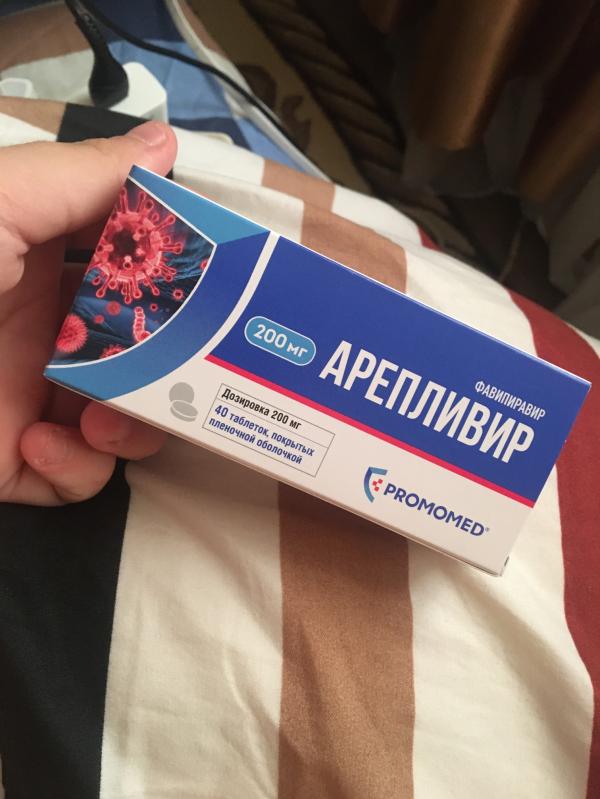 200 мг
ФАВИПИРАВИР
АРЕПЛИВИР
Дозировка 200 мг
40 таблеток, покрытых
пленочной оболочкой
PROMOMED®